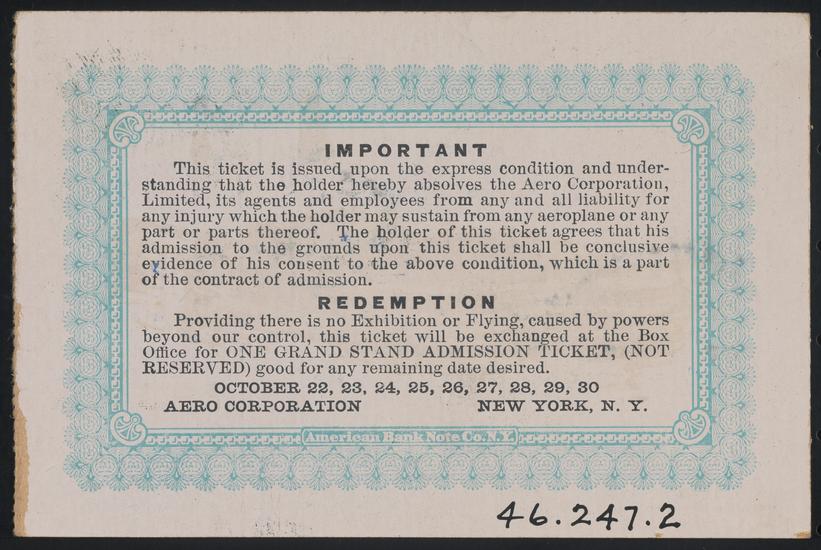 IMPORTANT
This ticket is issued upon the express condition and under-
standing that the holder hereby absolves the Aero Corporation,
Limited, its agents and employees from any and all liability for
any injury which the holder may sustain from any aeroplane or any
part or parts thereof. The holder of this ticket agrees that his
admission to the grounds upon this ticket shall be conclusive
evidence of his consent to the above condition, which is a part
of the contract of admission.
REDEMPTION
Providing there is no Exhibition or Flying, caused by powers
beyond our control, this ticket will be exchanged at the Box
Office for ONE GRAND STAND ADMISSION TICKET, (NOT
RESERVED) good for any remaining date desired.
OCTOBER 22, 23, 24, 25, 26, 27, 28, 29, 30
AERO CORPORATION NEW YORK, N. Y.
American Bank Note Co. N.Y.
46.247.2